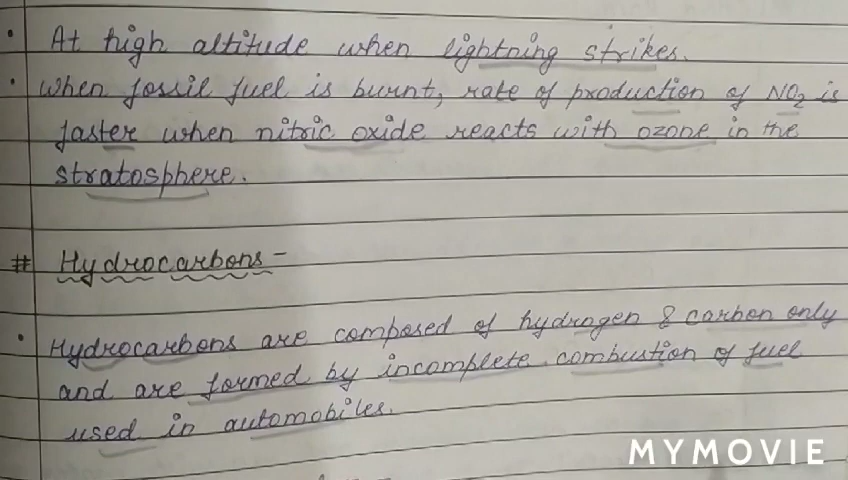 • At high altitude when lightning strikes.
• When fossil fuel is burnt, rate of production of NO2 is
faster when nitric oxide reacts with ozone in the
stratosphere.
# Hydrocarbons -
• Hydrocarbons are composed of hydrogen & carbon only
and are formed by incomplete combustion of fuel
used in automobiles.
MYMOVIE